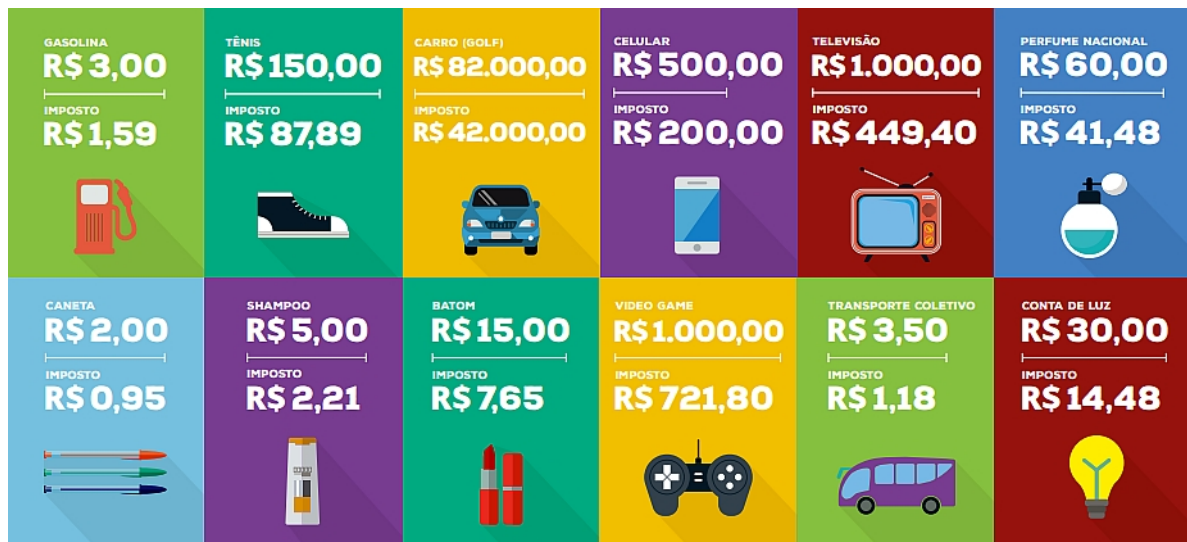 GASOLINA
R$ 3,00
IMPOSTO
R$ 1,59
TÊNIS
R$ 150,00
IMPOSTO
R$ 87,89
CARRO (GOLF)
R$ 82.000,00
IMPOSTO
R$ 42.000,00
CELULAR
R$ 500,00
IMPOSTO
R$ 200,00
TELEVISÃO
R$ 1.000,00
IMPOSTO
R$ 449,40
PERFUME NACIONAL
R$ 60,00
IMPOSTO
R$ 41,48
CANETA
R$ 2,00
IMPOSTO
R$ 0,95
SHAMPOO
R$ 5,00
IMPOSTO
R$ 2,21
BATOM
R$ 15,00
IMPOSTO
R$ 7,65
VIDEO GAME
R$ 1.000,00
IMPOSTO
R$ 721,80
TRANSPORTE COLETIVO
R$ 3,50
IMPOSTO
R$ 1,18
CONTA DE LUZ
R$ 30,00
IMPOSTO
R$ 14,48